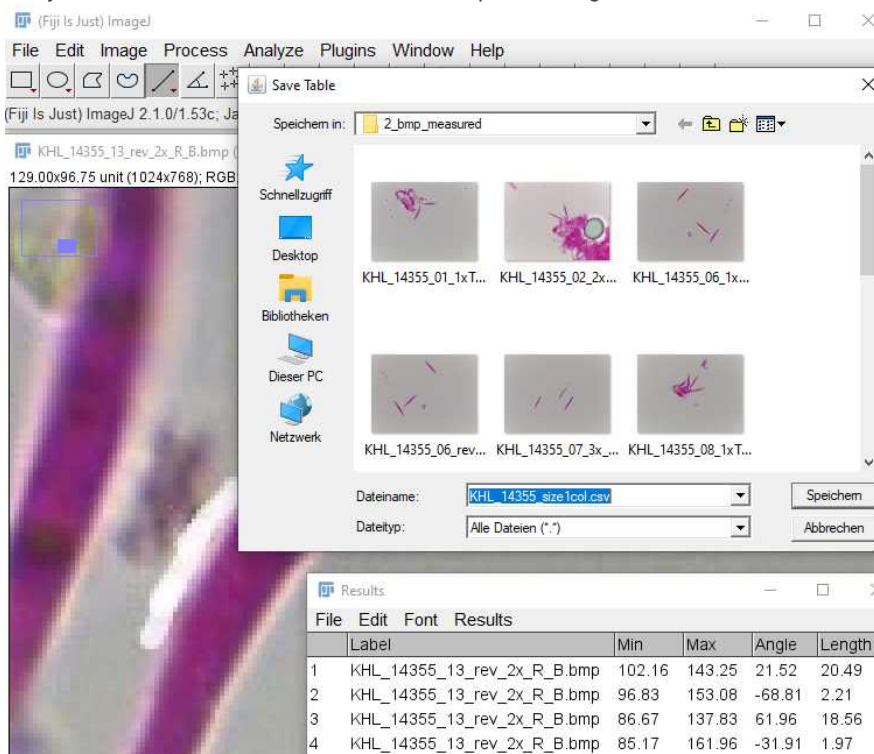 (Fiji Is Just) ImageJ
File Edit Image Process Analyze Plugins Window Help
Save Table
(Fiji Is Just) ImageJ 2.1.0/1.53c; Ja
Speichern in: 2_bmp_measured
KHL_14355_13_rev_2x_R_B.bmp (
129.00x96.75 unit (1024x768); RGB
Schnellzugriff
Desktop
Bibliotheken
Dieser PC
Netzwerk
KHL_14355_01_1xT... KHL_14355_02_2x... KHL_14355_06_1x...
KHL_14355_06_rev... KHL_14355_07_3x_... KHL_14355_08_1xT...
Dateiname: KHL_14355_size1col.csv Speichern
Dateityp: Alle Dateien (*.*) Abbrechen
Results
File Edit Font Results
Label Min Max Angle Length
1 KHL_14355_13_rev_2x_R_B.bmp 102.16 143.25 21.52 20.49
2 KHL_14355_13_rev_2x_R_B.bmp 96.83 153.08 -68.81 2.21
3 KHL_14355_13_rev_2x_R_B.bmp 86.67 137.83 61.96 18.56
4 KHL_14355_13_rev_2x_R_B.bmp 85.17 161.96 -31.91 1.97